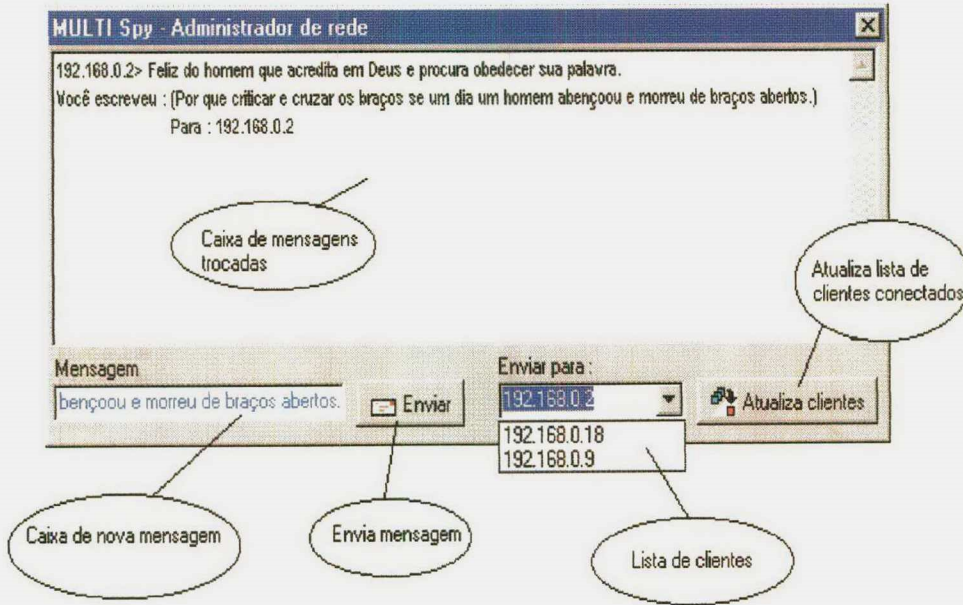 MULTI Spy - Administrador de rede
192.168.0.2> Feliz do homem que acredita em Deus e procura obedecer sua palavra.
Você escreveu : (Por que criticar e cruzar os braços se um dia um homem abençoou e morreu de braços abertos.)
Para : 192.168.0.2
Caixa de mensagens
trocadas
Atualiza lista de
clientes conectados
Mensagem
bençoou e morreu de braços abertos.
Enviar
Enviar para :
192.168.0.2
Atualiza clientes
192.168.0.18
192.168.0.9
Caixa de nova mensagem
Envia mensagem
Lista de clientes